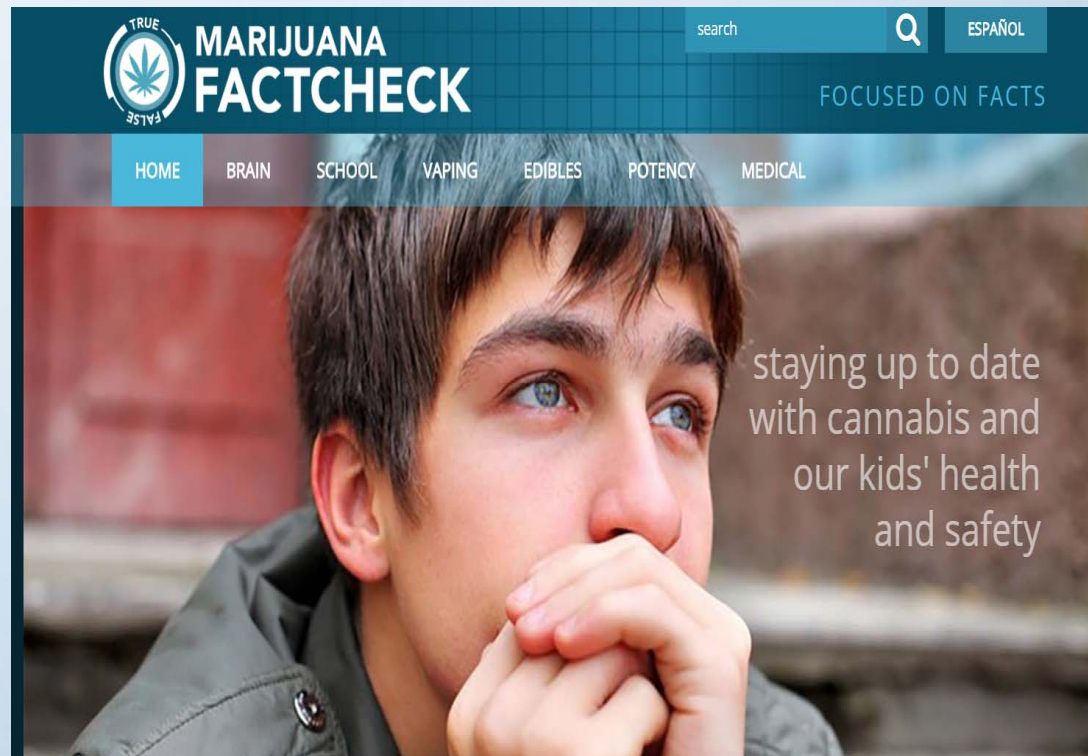 TRUE
FALSE
MARIJUANA
FACTCHECK
search
ESPAÑOL
FOCUSED ON FACTS
HOME BRAIN SCHOOL VAPING EDIBLES POTENCY MEDICAL
staying up to date
with cannabis and
our kids' health
and safety